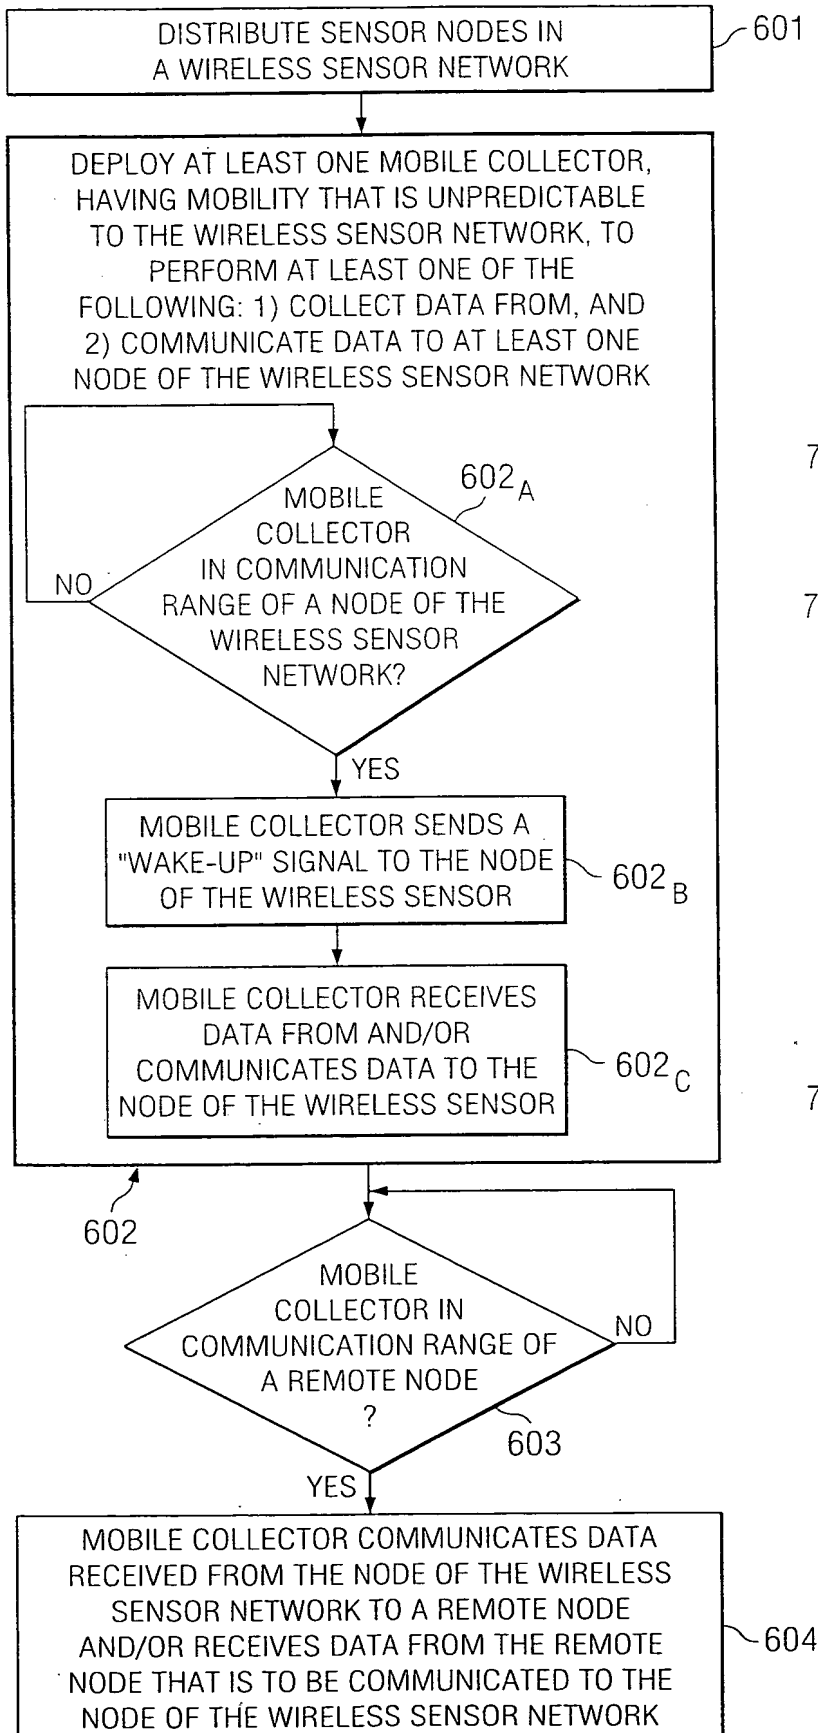 DISTRIBUTE SENSOR NODES IN
A WIRELESS SENSOR NETWORK
601
DEPLOY AT LEAST ONE MOBILE COLLECTOR,
HAVING MOBILITY THAT IS UNPREDICTABLE
TO THE WIRELESS SENSOR NETWORK, TO
PERFORM AT LEAST ONE OF THE
FOLLOWING: 1) COLLECT DATA FROM, AND
2) COMMUNICATE DATA TO AT LEAST ONE
NODE OF THE WIRELESS SENSOR NETWORK
602A
MOBILE
COLLECTOR
IN COMMUNICATION
RANGE OF A NODE OF THE
WIRELESS SENSOR
NETWORK?
NO
YES
MOBILE COLLECTOR SENDS A
"WAKE-UP" SIGNAL TO THE NODE
OF THE WIRELESS SENSOR
602B
MOBILE COLLECTOR RECEIVES
DATA FROM AND/OR
COMMUNICATES DATA TO THE
NODE OF THE WIRELESS SENSOR
602C
602
MOBILE
COLLECTOR IN
COMMUNICATION RANGE OF
A REMOTE NODE
?
NO
603
YES
MOBILE COLLECTOR COMMUNICATES DATA
RECEIVED FROM THE NODE OF THE WIRELESS
SENSOR NETWORK TO A REMOTE NODE
AND/OR RECEIVES DATA FROM THE REMOTE
NODE THAT IS TO BE COMMUNICATED TO THE
NODE OF THE WIRELESS SENSOR NETWORK
604
7
7
7